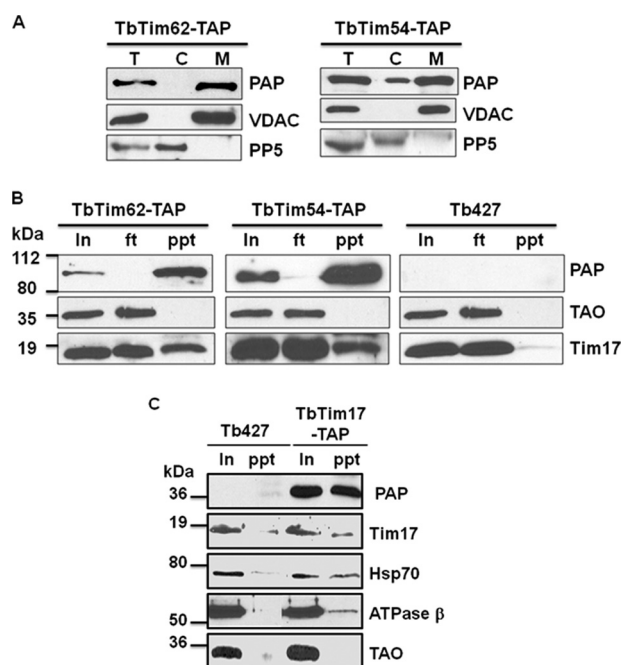 A
TbTim62-TAP TbTim54-TAP
T C M T C M
PAP PAP
VDAC VDAC
PP5 PP5
B
TbTim62-TAP TbTim54-TAP Tb427
kDa In ft ppt In ft ppt In ft ppt
112
PAP
80
35 TAO
19 Tim17
C
TbTim17
-TAP
Tb427
kDa In ppt In ppt
36 PAP
19 Tim17
80 Hsp70
50 ATPase β
36 TAO